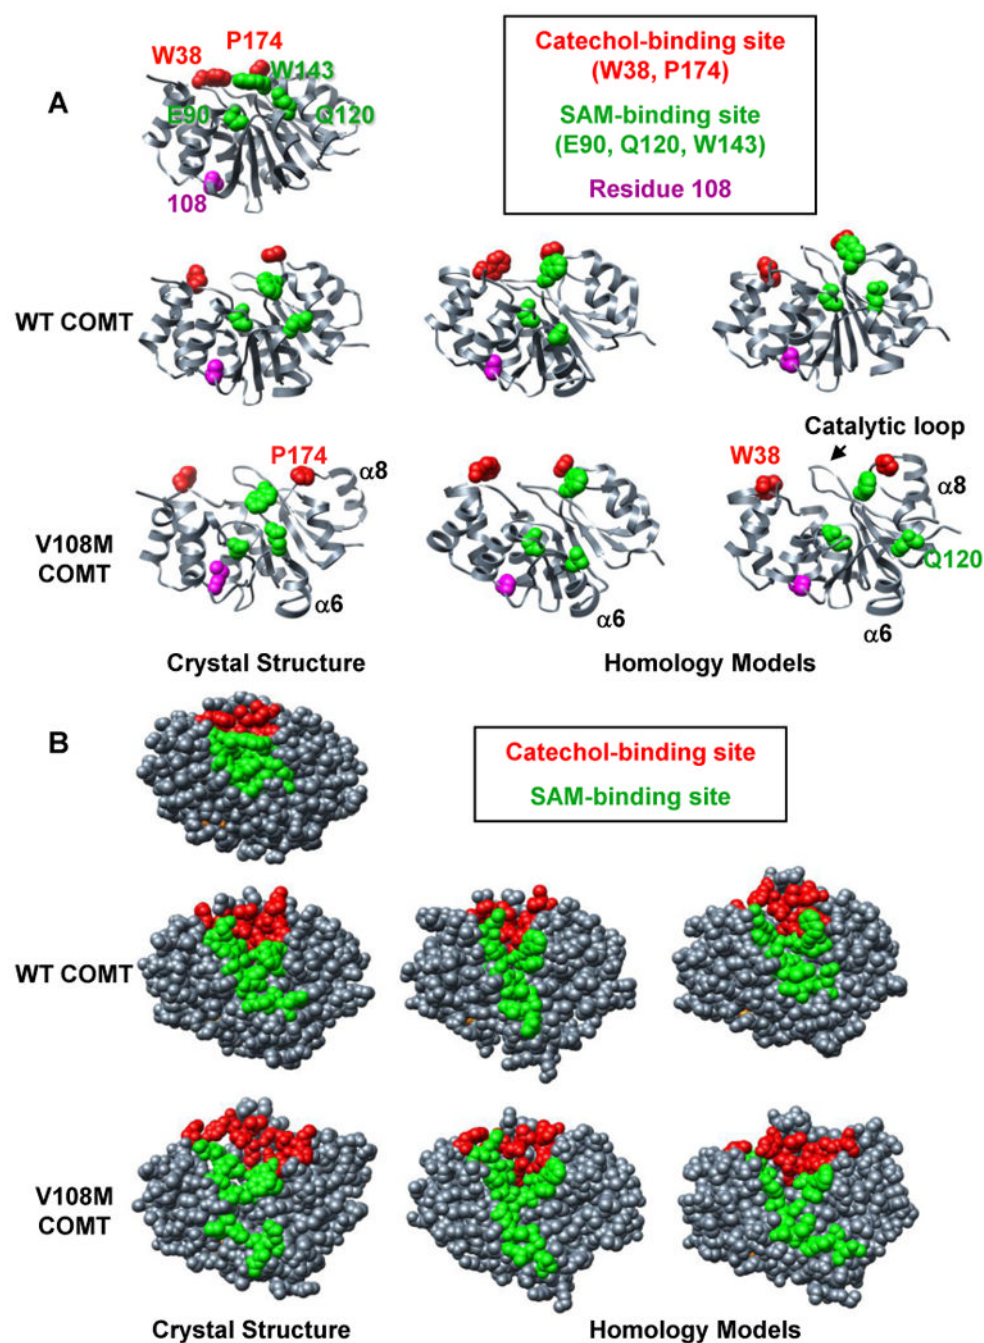 A
W38
P174
W143
E90
Q120
108
Catechol-binding site
(W38, P174)
SAM-binding site
(E90, Q120, W143)
Residue 108
WT COMT
V108M
COMT
P174
α8
α6
α6
Catalytic loop
W38
α8
Q120
α6
Crystal Structure
Homology Models
B
Catechol-binding site
SAM-binding site
WT COMT
V108M
COMT
Crystal Structure
Homology Models